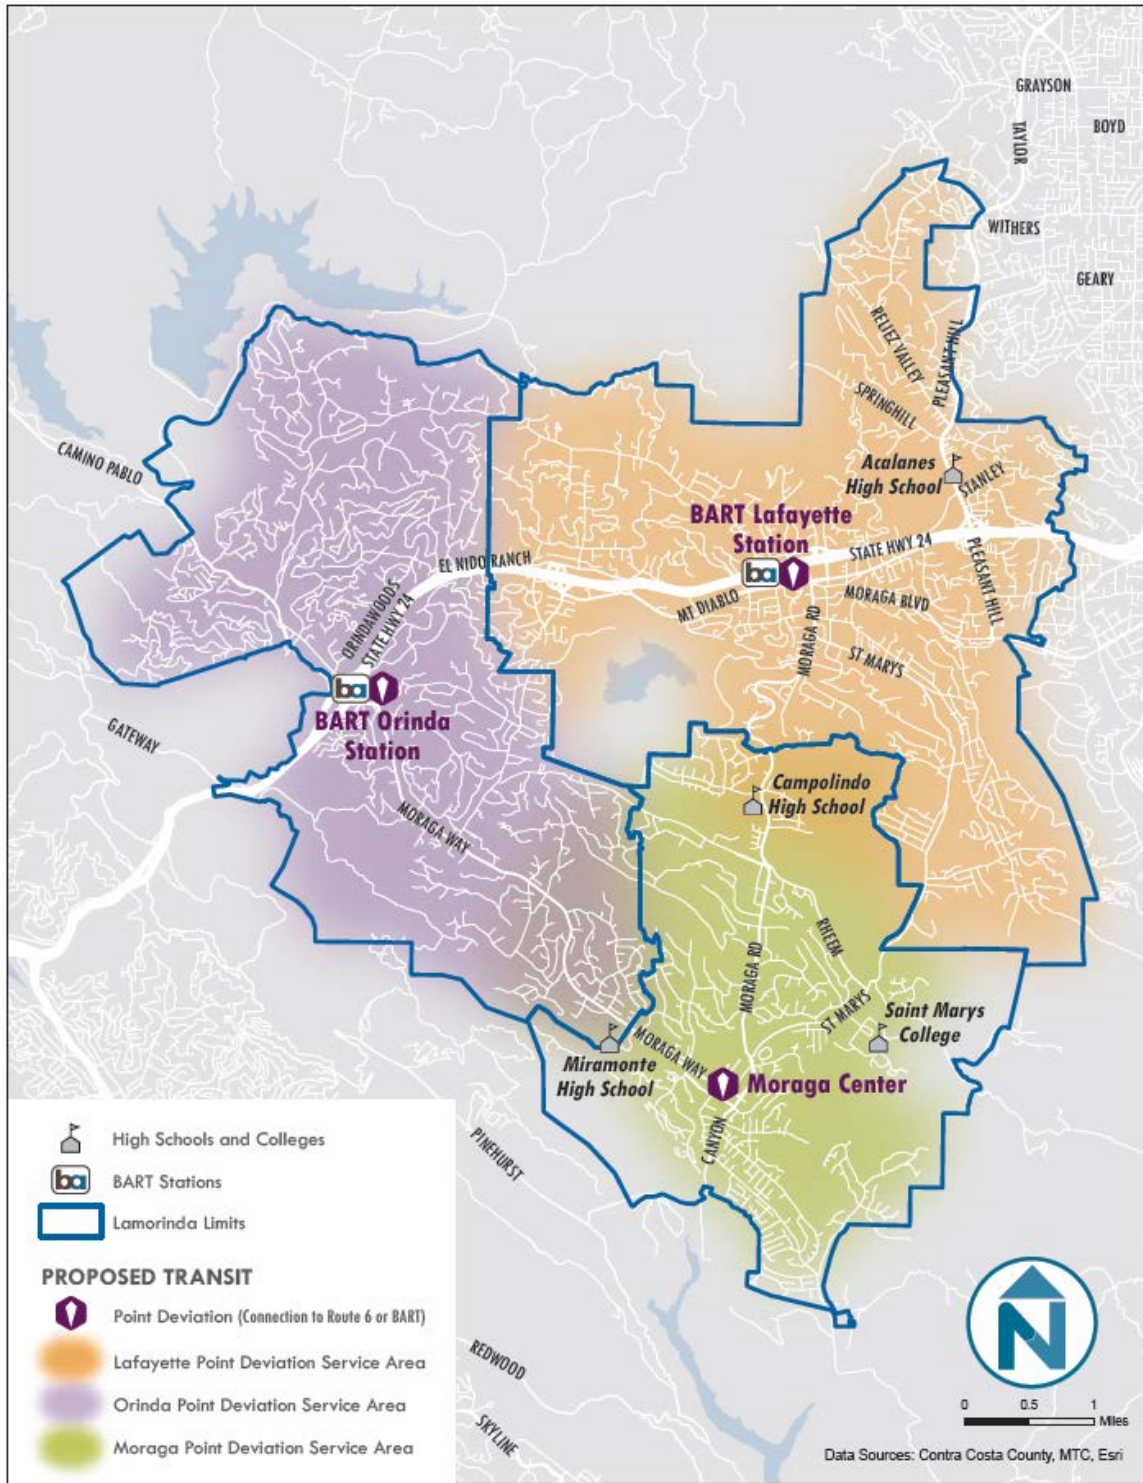 GRAYSON
BOYD
TAYLOR
WITHERS
GEARY
RELIEZ VALLEY
PLEASANT HILL
SPRINGHILL
CAMINO PABLO
Acalanes
High School
STANLEY
BART Lafayette
Station
STATE HWY 24
EL NIDO RANCH
ba
PLEASANT HILL
MT DIABLO
MORAGA BLVD
ORINDAWOODS
STATE HWY 24
MORAGA RD
ST MARYS
ba
BART Orinda
Station
GATEWAY
Campolindo
High School
MORAGA WAY
RHEEM
MORAGA RD
ST MARYS
Saint Marys
College
MORAGA WAY
Miramonte
High School
Moraga Center
CANYON
PINEHURST
REDWOOD
SKYLINE
High Schools and Colleges
ba
BART Stations
Lamorinda Limits
PROPOSED TRANSIT
Point Deviation (Connection to Route 6 or BART)
Lafayette Point Deviation Service Area
Orinda Point Deviation Service Area
Moraga Point Deviation Service Area
N
0 0.5 1
Miles
Data Sources: Contra Costa County, MTC, Esri